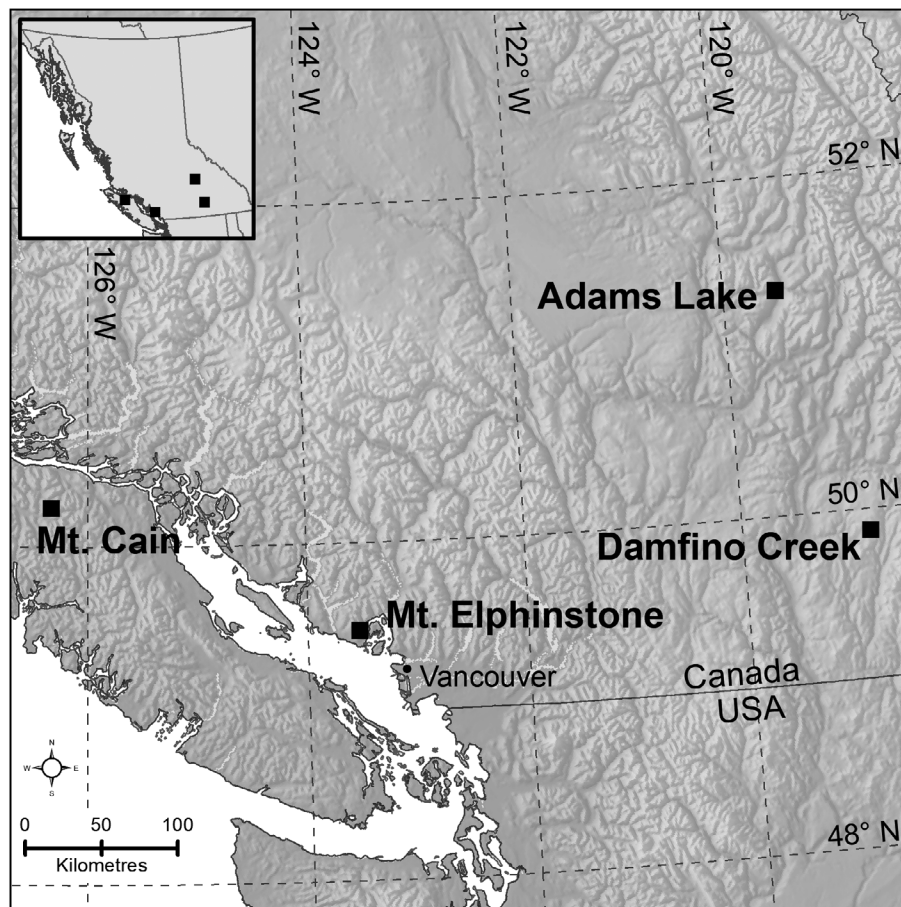 124° W
122° W
120° W
52° N
126° W
Adams Lake
50° N
Mt. Cain
Damfino Creek
Mt. Elphinstone
Vancouver
Canada
USA
N
W E
S
0 50 100
Kilometres
48° N